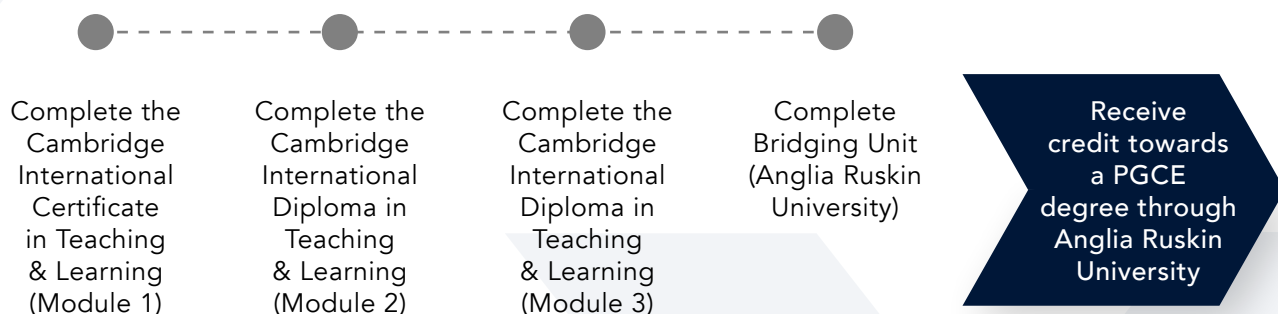 Complete the
Cambridge
International
Certificate
in Teaching
& Learning
(Module 1)
Complete the
Cambridge
International
Diploma in
Teaching
& Learning
(Module 2)
Complete the
Cambridge
International
Diploma in
Teaching
& Learning
(Module 3)
Complete
Bridging Unit
(Anglia Ruskin
University)
Receive
credit towards
a PGCE
degree through
Anglia Ruskin
University